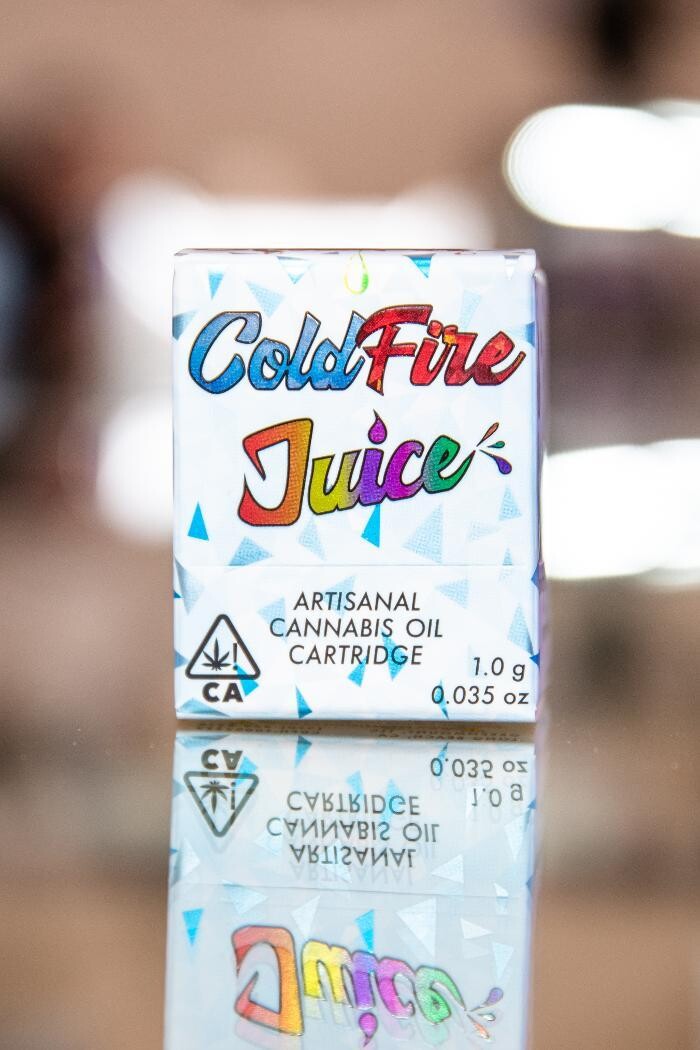 ColdFire
Juice
ARTISANAL
CANNABIS OIL
CARTRIDGE
CA
1.0 g
0.035 oz